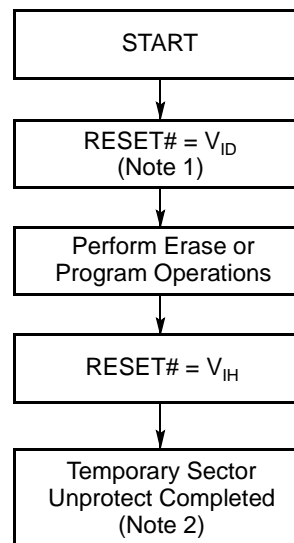 START
RESET# = VID
(Note 1)
Perform Erase or
Program Operations
RESET# = VIH
Temporary Sector
Unprotect Completed
(Note 2)